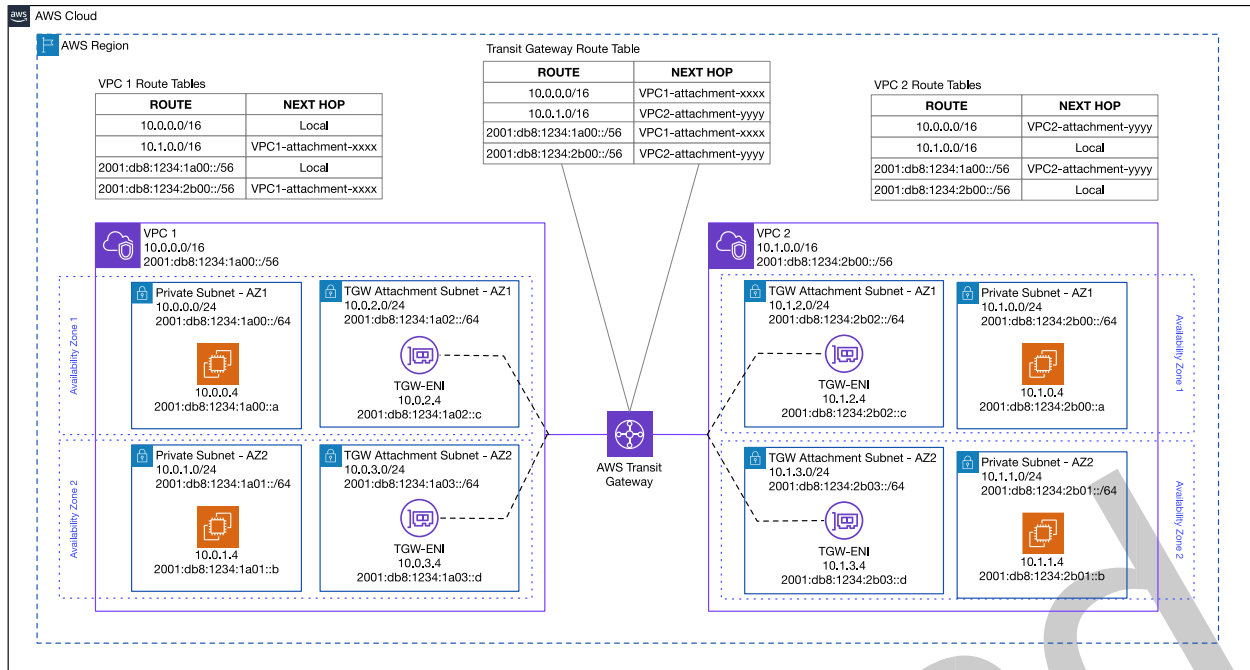 aws
AWS Cloud
AWS Region
VPC 1 Route Tables
ROUTE NEXT HOP
10.0.0.0/16 Local
10.1.0.0/16 VPC1-attachment-xxxx
2001:db8:1234:1a00::/56 Local
2001:db8:1234:2b00::/56 VPC1-attachment-xxxx
Transit Gateway Route Table
ROUTE NEXT HOP
10.0.0.0/16 VPC1-attachment-xxxx
10.0.1.0/16 VPC2-attachment-yyyy
2001:db8:1234:1a00::/56 VPC1-attachment-xxxx
2001:db8:1234:2b00::/56 VPC2-attachment-yyyy
VPC 2 Route Tables
ROUTE NEXT HOP
10.0.0.0/16 VPC2-attachment-yyyy
10.1.0.0/16 Local
2001:db8:1234:1a00::/56 VPC2-attachment-yyyy
2001:db8:1234:2b00::/56 Local
VPC 1
10.0.0.0/16
2001:db8:1234:1a00::/56
Availability Zone 1
Private Subnet - AZ1
10.0.0.0/24
2001:db8:1234:1a00::/64
10.0.0.4
2001:db8:1234:1a00::a
TGW Attachment Subnet - AZ1
10.0.2.0/24
2001:db8:1234:1a02::/64
TGW-ENI
10.0.2.4
2001:db8:1234:1a02::c
Availability Zone 2
Private Subnet - AZ2
10.0.1.0/24
2001:db8:1234:1a01::/64
10.0.1.4
2001:db8:1234:1a01::b
TGW Attachment Subnet - AZ2
10.0.3.0/24
2001:db8:1234:1a03::/64
TGW-ENI
10.0.3.4
2001:db8:1234:1a03::d
AWS Transit
Gateway
VPC 2
10.1.0.0/16
2001:db8:1234:2b00::/56
TGW Attachment Subnet - AZ1
10.1.2.0/24
2001:db8:1234:2b02::/64
TGW-ENI
10.1.2.4
2001:db8:1234:2b02::c
Private Subnet - AZ1
10.1.0.0/24
2001:db8:1234:2b00::/64
10.1.0.4
2001:db8:1234:2b00::a
Availability Zone 1
TGW Attachment Subnet - AZ2
10.1.3.0/24
2001:db8:1234:2b03::/64
TGW-ENI
10.1.3.4
2001:db8:1234:2b03::d
Private Subnet - AZ2
10.1.1.0/24
2001:db8:1234:2b01::/64
10.1.1.4
2001:db8:1234:2b01::b
Availability Zone 2